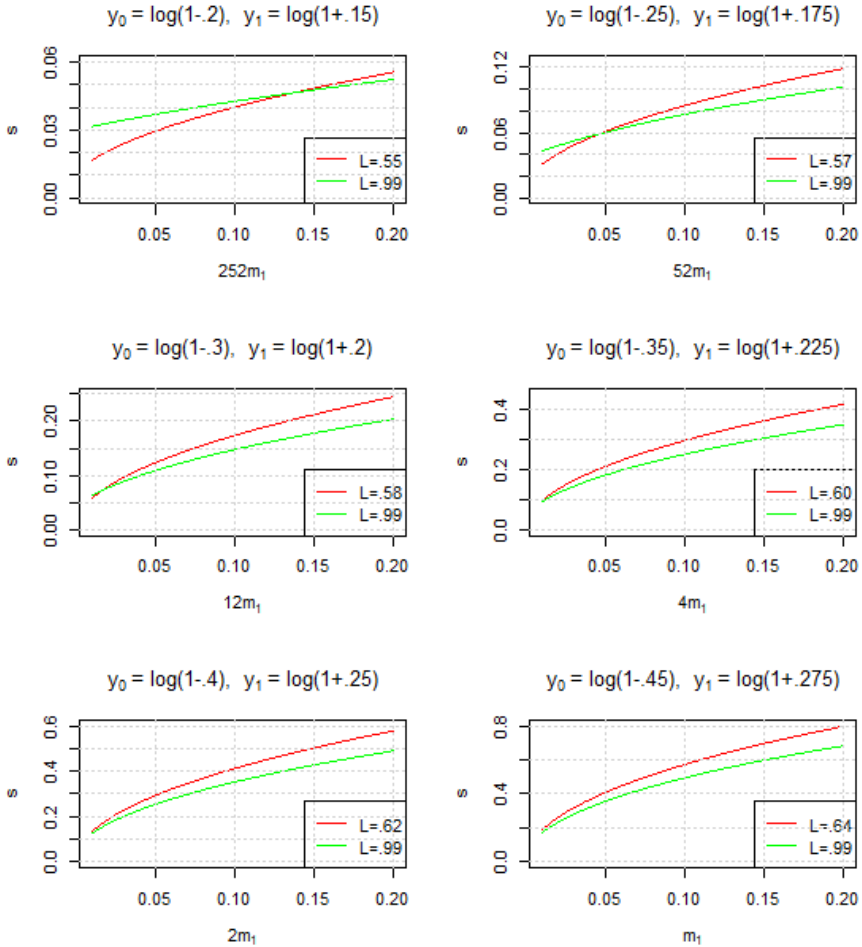 y₀ = log(1-.2), y₁ = log(1+.15)
s
0.00 0.03 0.06
L=.55
L=.99
0.05 0.10 0.15 0.20
252m₁
y₀ = log(1-.25), y₁ = log(1+.175)
s
0.00 0.06 0.12
L=.57
L=.99
0.05 0.10 0.15 0.20
52m₁
y₀ = log(1-.3), y₁ = log(1+.2)
s
0.00 0.10 0.20
L=.58
L=.99
0.05 0.10 0.15 0.20
12m₁
y₀ = log(1-.35), y₁ = log(1+.225)
s
0.0 0.2 0.4
L=.60
L=.99
0.05 0.10 0.15 0.20
4m₁
y₀ = log(1-.4), y₁ = log(1+.25)
s
0.0 0.2 0.4 0.6
L=.62
L=.99
0.05 0.10 0.15 0.20
2m₁
y₀ = log(1-.45), y₁ = log(1+.275)
s
0.0 0.4 0.8
L=.64
L=.99
0.05 0.10 0.15 0.20
m₁